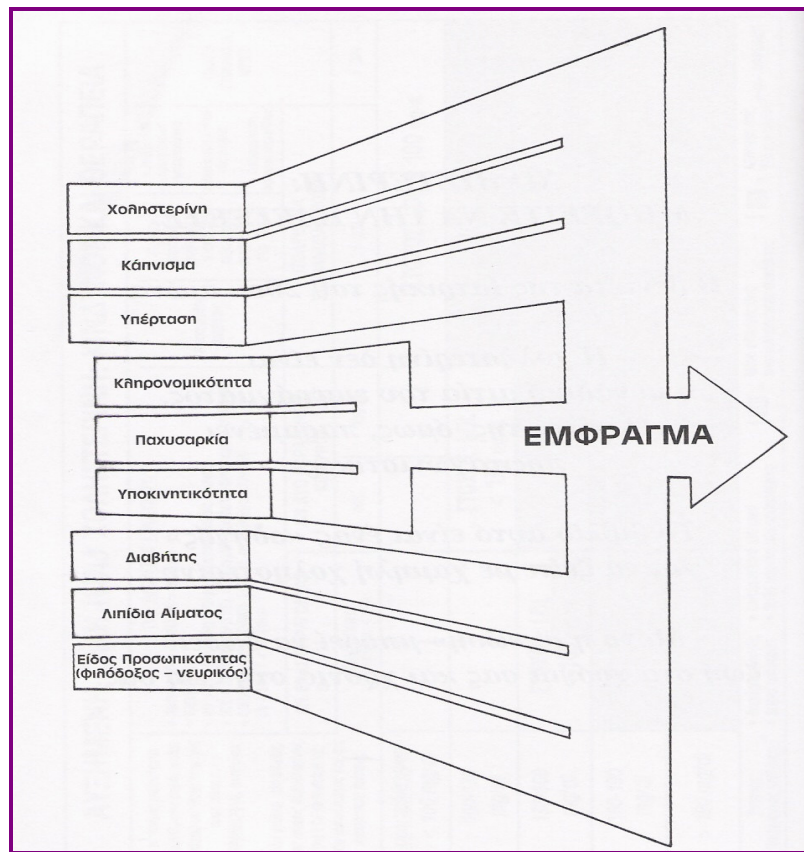 Χοληστερίνη
Κάπνισμα
Υπέρταση
Κληρονομικότητα
Παχυσαρκία
Υποκινητικότητα
Διαβήτης
Λιπίδια Αίματος
Είδος Προσωπικότητας
(φιλόδοξος – νευρικός)
ΕΜΦΡΑΓΜΑ